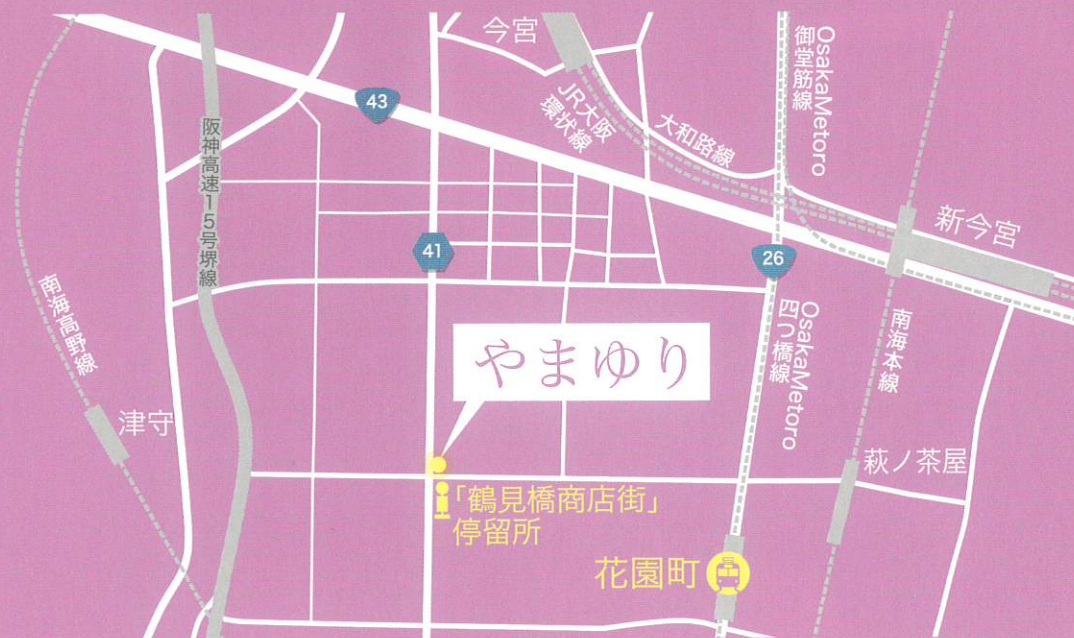 今宮
OsakaMetoro
御堂筋線
43
JR大阪
環状線
大和路線
阪神高速15号堺線
新今宮
41
26
南海高野線
OsakaMetoro
四つ橋線
南海本線
やまゆり
津守
萩ノ茶屋
「鶴見橋商店街」
停留所
花園町